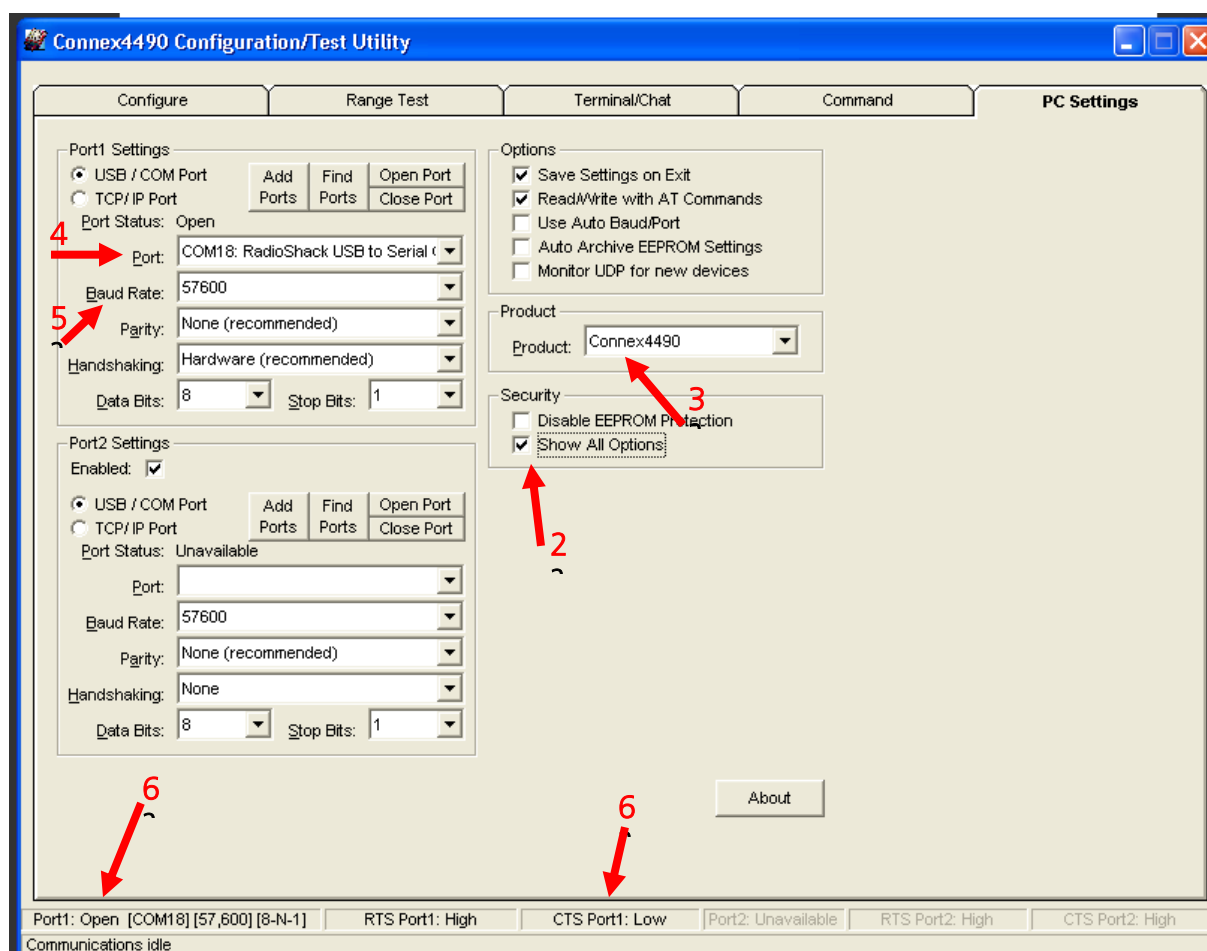 Connex4490 Configuration/Test Utility
Configure Range Test Terminal/Chat Command PC Settings
Port1 Settings
USB / COM Port
TCP/ IP Port
Add Ports
Find Ports
Open Port
Close Port
Port Status: Open
4
Port: COM18: RadioShack USB to Serial
Baud Rate: 57600
5
Parity: None (recommended)
Handshaking: Hardware (recommended)
Data Bits: 8 Stop Bits: 1
Port2 Settings
Enabled:
USB / COM Port
TCP/ IP Port
Add Ports
Find Ports
Open Port
Close Port
Port Status: Unavailable
Port:
Baud Rate: 57600
Parity: None (recommended)
Handshaking: None
Data Bits: 8 Stop Bits: 1
Options
Save Settings on Exit
Read/Write with AT Commands
Use Auto Baud/Port
Auto Archive EEPROM Settings
Monitor UDP for new devices
Product
Product: Connex4490
3
Security
Disable EEPROM Protection
Show All Options
2
About
6
6
Port1: Open [COM18] [57,600] [8-N-1] RTS Port1: High CTS Port1: Low Port2: Unavailable RTS Port2: High CTS Port2: High
Communications idle